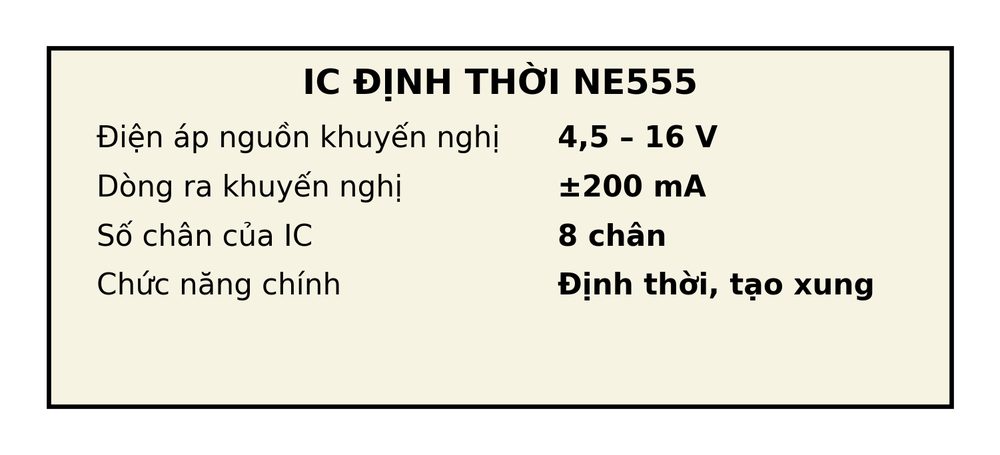 IC ĐỊNH THỜI NE555
Điện áp nguồn khuyến nghị 4,5 – 16 V
Dòng ra khuyến nghị ±200 mA
Số chân của IC 8 chân
Chức năng chính Định thời, tạo xung